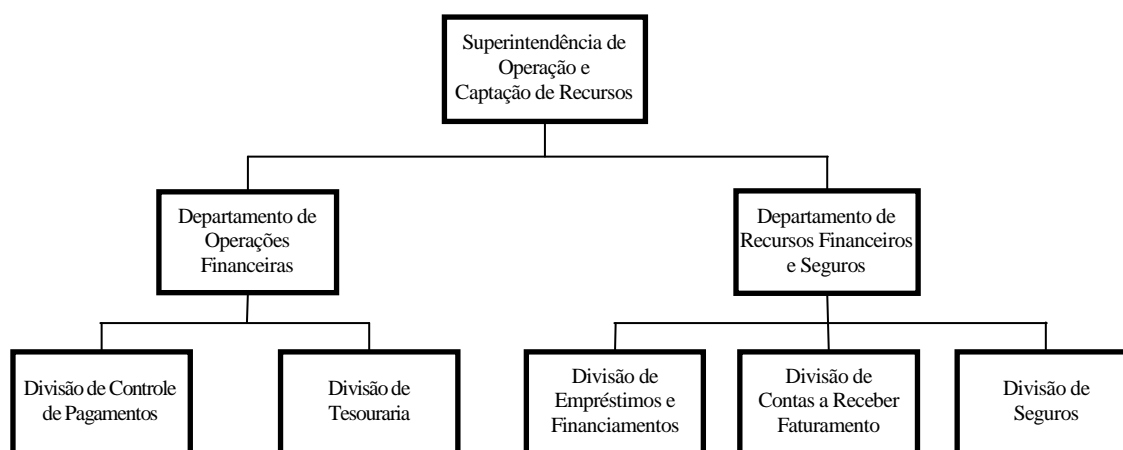 Superintendência de
Operação e
Captação de Recursos
Departamento de
Operações
Financeiras
Departamento de
Recursos Financeiros
e Seguros
Divisão de Controle
de Pagamentos
Divisão de
Tesouraria
Divisão de
Empréstimos e
Financiamentos
Divisão de
Contas a Receber
Faturamento
Divisão de
Seguros